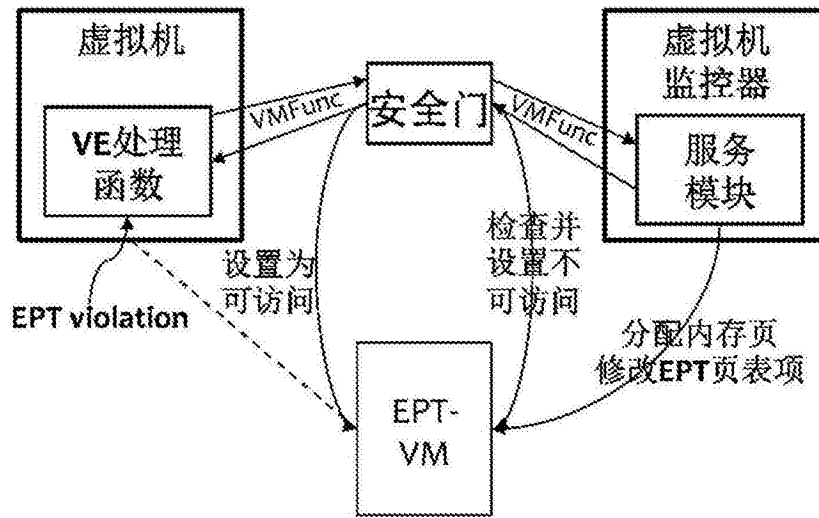 虚拟机
VE处理
函数
EPT violation
VMFunc
安全门
VMFunc
虚拟机
监控器
服务
模块
设置为
可访问
检查并
设置不
可访问
分配内存页
修改EPT页表项
EPT-
VM